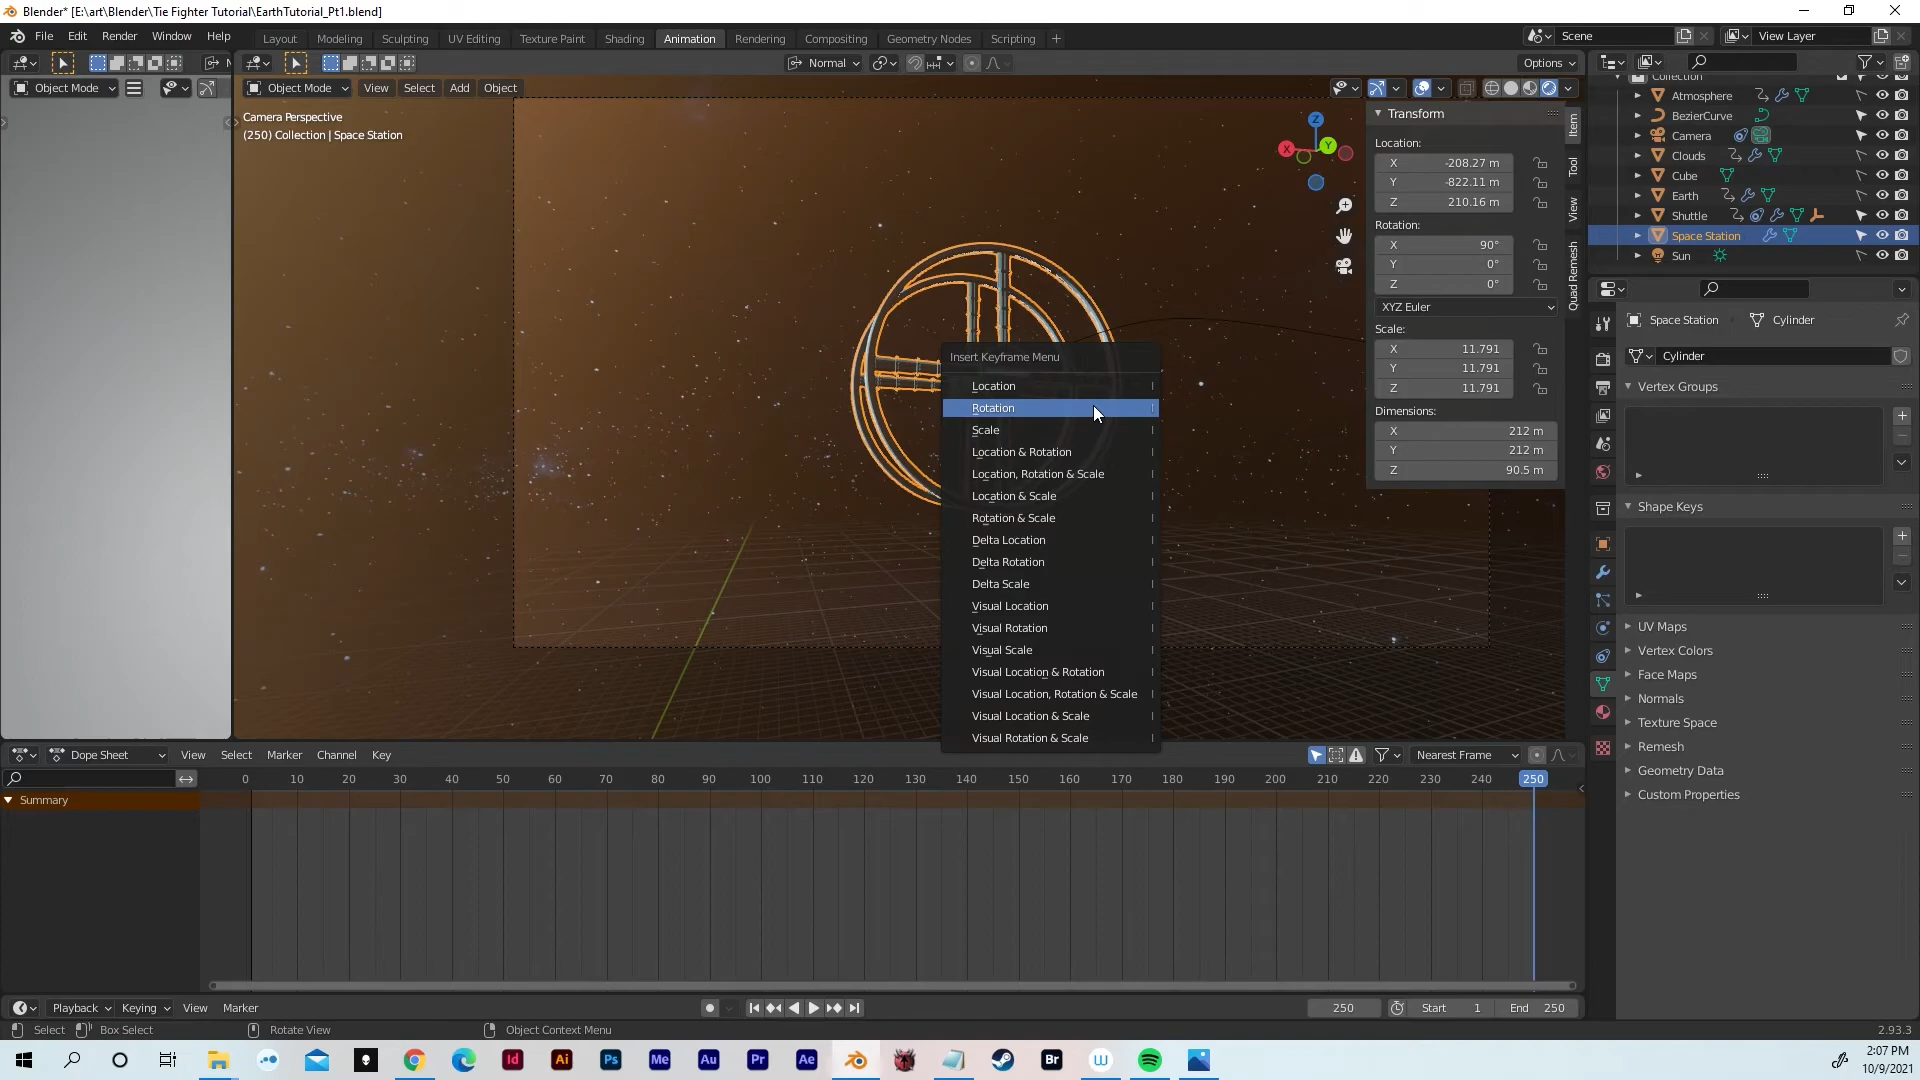 Blender* [E:\art\Blender\Tie Fighter Tutorial\EarthTutorial_Pt1.blend]
File Edit Render Window Help Layout Modeling Sculpting UV Editing Texture Paint Shading Animation Rendering Compositing Geometry Nodes Scripting + Scene View Layer
Normal Options
Object Mode Object Mode View Select Add Object
Camera Perspective
(250) Collection | Space Station
Z
X
Y
Transform
Location:
X -208.27 m
Y -822.11 m
Z 210.16 m
Rotation:
X 90°
Y 0°
Z 0°
XYZ Euler
Scale:
X 11.791
Y 11.791
Z 11.791
Dimensions:
X 212 m
Y 212 m
Z 90.5 m
Item
Tool
View
Quad Remesh
Insert Keyframe Menu
Location I
Rotation I
Scale I
Location & Rotation I
Location, Rotation & Scale I
Location & Scale I
Rotation & Scale I
Delta Location I
Delta Rotation I
Delta Scale I
Visual Location I
Visual Rotation I
Visual Scale I
Visual Location & Rotation I
Visual Location, Rotation & Scale I
Visual Location & Scale I
Visual Rotation & Scale I
Collection
Atmosphere
BezierCurve
Camera
Clouds
Cube
Earth
Shuttle
Space Station
Sun
Space Station Cylinder
Cylinder
Vertex Groups
Shape Keys
UV Maps
Vertex Colors
Face Maps
Normals
Texture Space
Remesh
Geometry Data
Custom Properties
Dope Sheet View Select Marker Channel Key Nearest Frame
0 10 20 30 40 50 60 70 80 90 100 110 120 130 140 150 160 170 180 190 200 210 220 230 240 250
Summary
Playback Keying View Marker 250 Start 1 End 250
Select Box Select Rotate View Object Context Menu 2.93.3
Id Ai Ps Me Au Pr Ae Br W
2:07 PM
10/9/2021